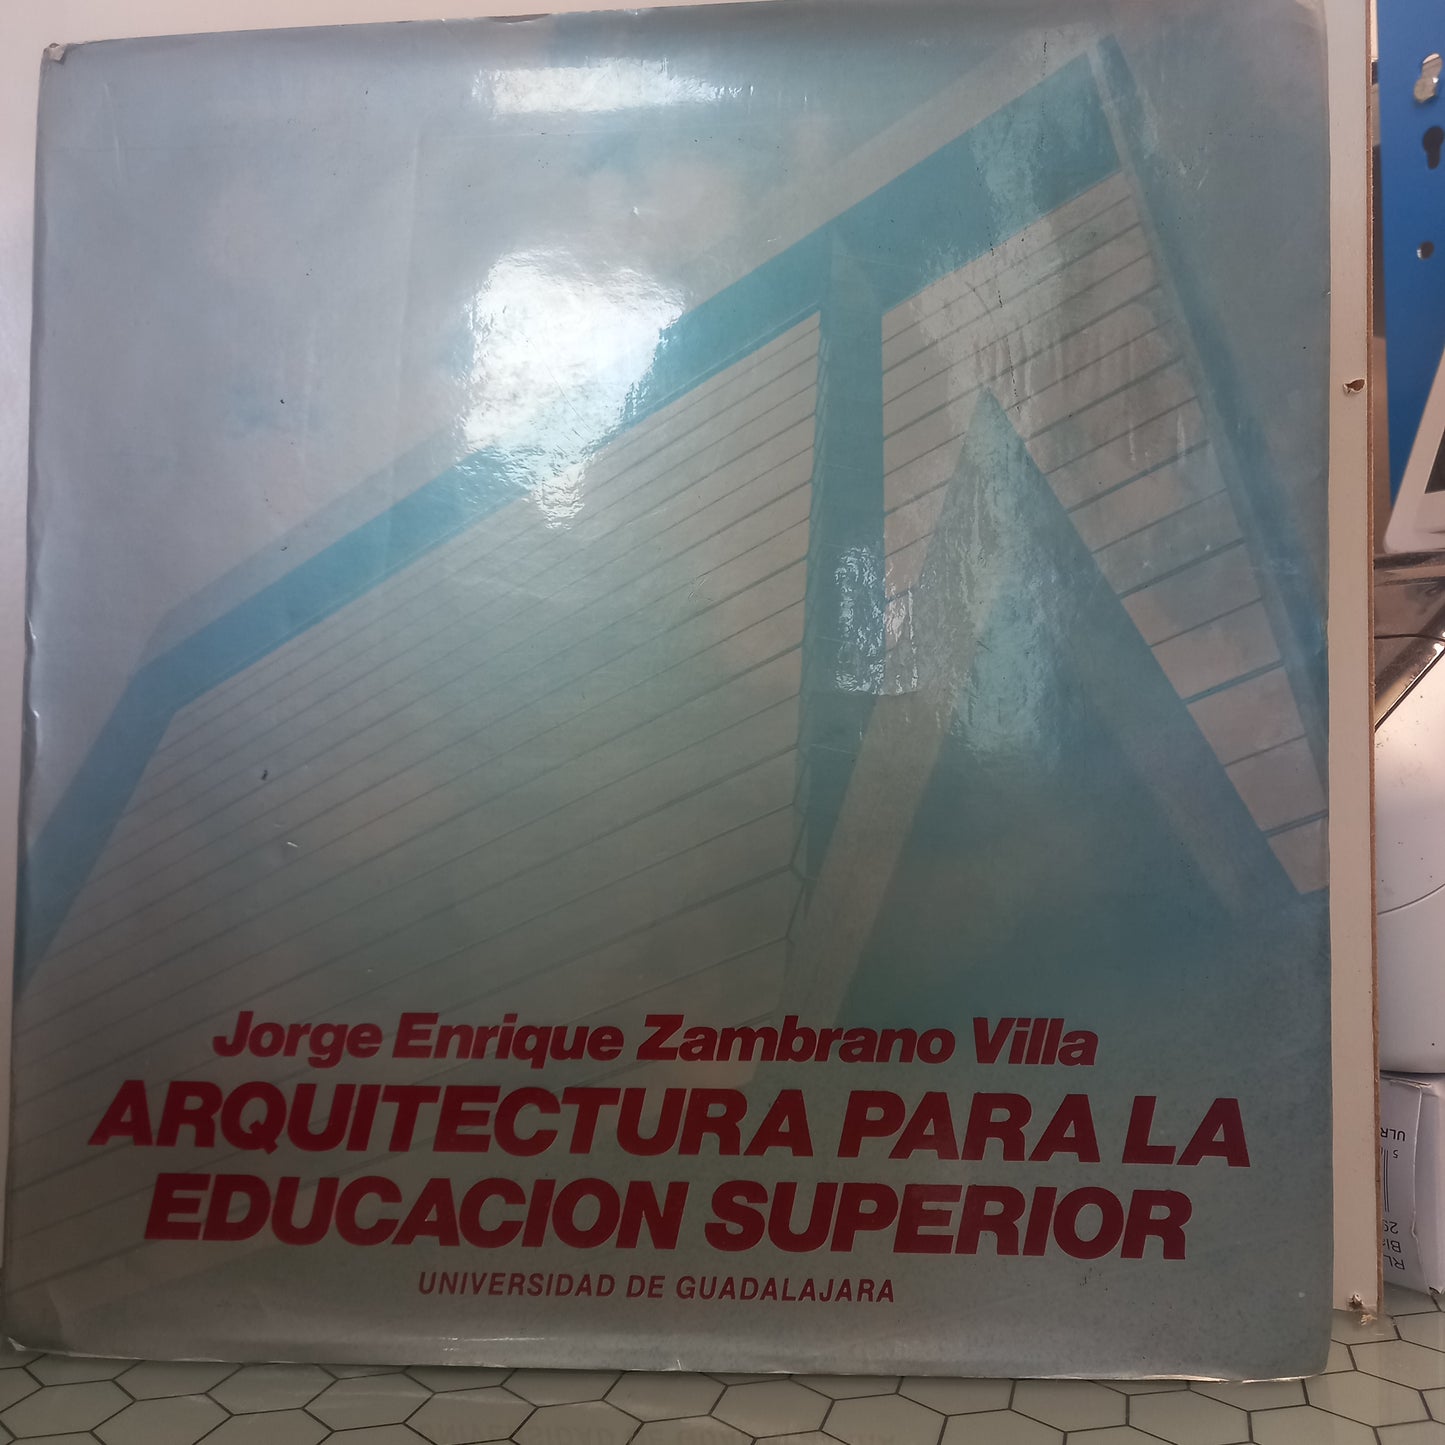 Jorge Enrique Zambrano Villa
ARQUITECTURA PARA LA
EDUCACION SUPERIOR
UNIVERSIDAD DE GUADALAJARA